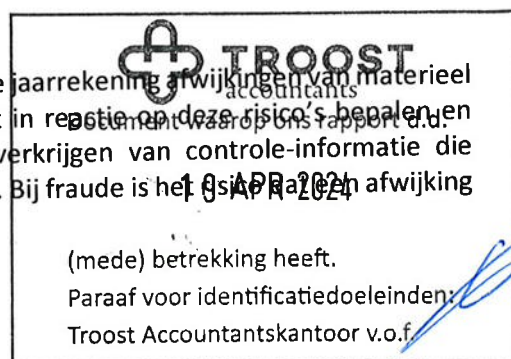 TROOST
accountants
e jaarrekening afwijkingen van materieel
t in reactie op deze risico's bepalen en
Document waarop ons rapport d.d.
verkrijgen van controle-informatie die
. Bij fraude is het risico dat een afwijking
10 APR 2024
(mede) betrekking heeft.
Paraaf voor identificatiedoeleinden:
Troost Accountantskantoor v.o.f.